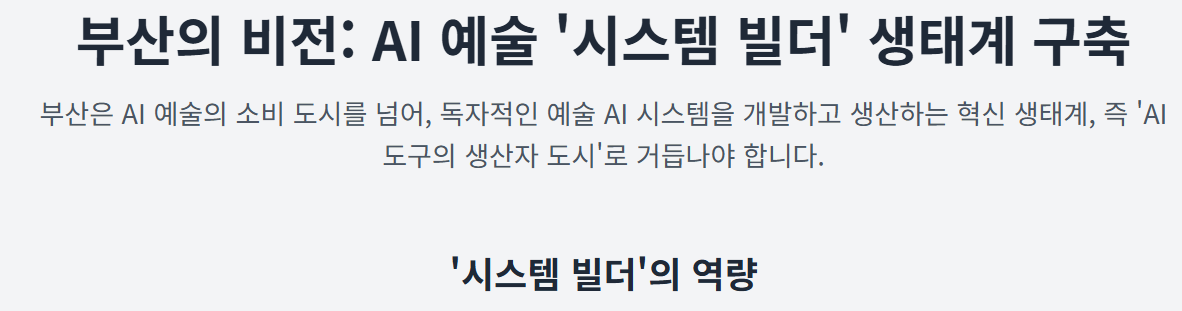 부산의 비전: AI 예술 '시스템 빌더' 생태계 구축
부산은 AI 예술의 소비 도시를 넘어, 독자적인 예술 AI 시스템을 개발하고 생산하는 혁신 생태계, 즉 'AI
도구의 생산자 도시'로 거듭나야 합니다.
'시스템 빌더'의 역량